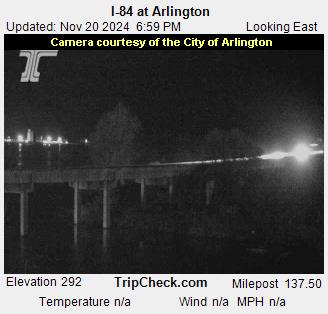 I-84 at Arlington
Updated: Nov 20 2024 6:59 PM Looking East
Camera courtesy of the City of Arlington
Elevation 292 TripCheck.com Milepost 137.50
Temperature n/a Wind n/a MPH n/a